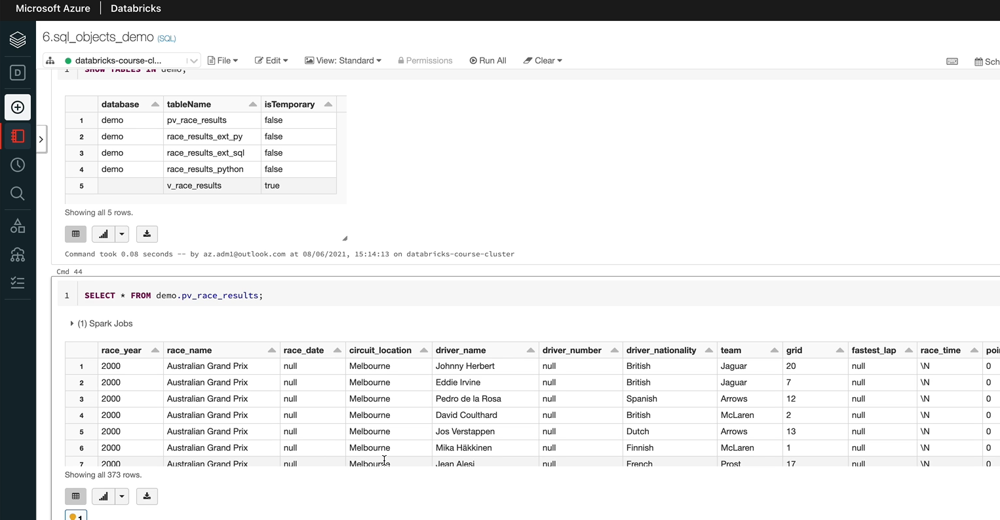 Microsoft Azure | Databricks
6.sql_objects_demo (SQL)
databricks-course-cl... File Edit View: Standard Permissions Run All Clear Sch
1 SHOW TABLES IN demo;
database tableName isTemporary
1 demo pv_race_results false
2 demo race_results_ext_py false
3 demo race_results_ext_sql false
4 demo race_results_python false
5 v_race_results true
Showing all 5 rows.
Command took 0.08 seconds -- by az.adm1@outlook.com at 08/06/2021, 15:14:13 on databricks-course-cluster
Cmd 44
1 SELECT * FROM demo.pv_race_results;
(1) Spark Jobs
race_year race_name race_date circuit_location driver_name driver_number driver_nationality team grid fastest_lap race_time poi
1 2000 Australian Grand Prix null Melbourne Johnny Herbert null British Jaguar 20 null \N 0
2 2000 Australian Grand Prix null Melbourne Eddie Irvine null British Jaguar 7 null \N 0
3 2000 Australian Grand Prix null Melbourne Pedro de la Rosa null Spanish Arrows 12 null \N 0
4 2000 Australian Grand Prix null Melbourne David Coulthard null British McLaren 2 null \N 0
5 2000 Australian Grand Prix null Melbourne Jos Verstappen null Dutch Arrows 13 null \N 0
6 2000 Australian Grand Prix null Melbourne Mika Häkkinen null Finnish McLaren 1 null \N 0
7 2000 Australian Grand Prix null Melbourne Jean Alesi null French Prost 17 null \N 0
Showing all 373 rows.
1